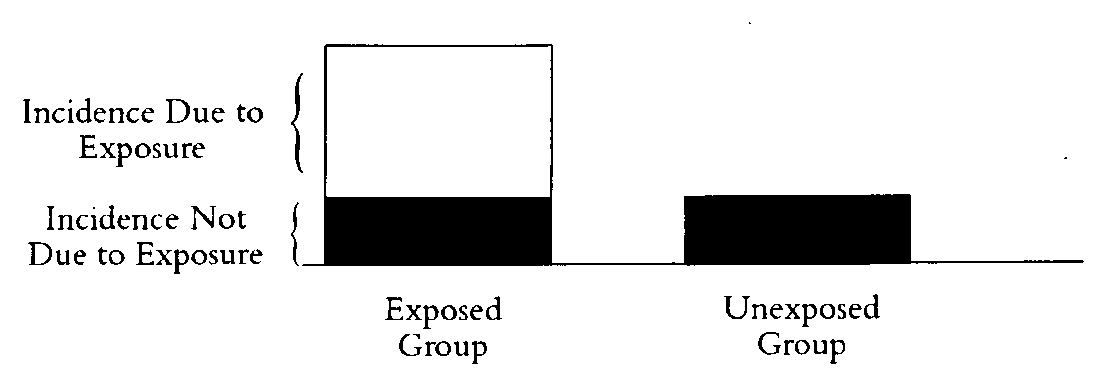 Incidence Due to
Exposure
Incidence Not
Due to Exposure
Exposed
Group
Unexposed
Group